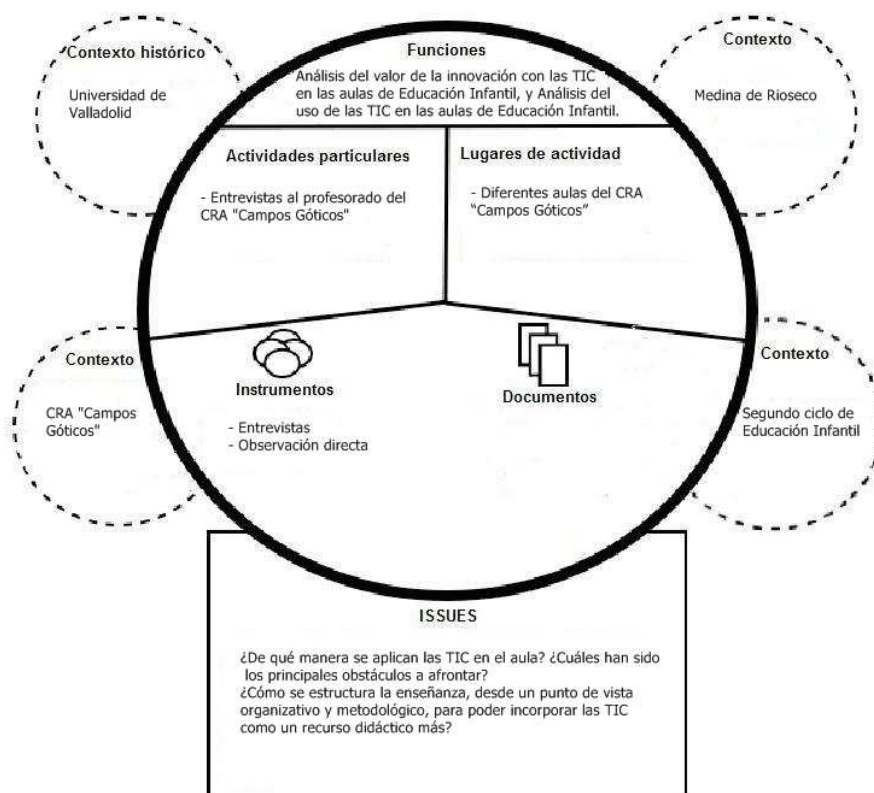 Contexto histórico
Universidad de
Valladolid
Funciones
Análisis del valor de la innovación con las TIC
en las aulas de Educación Infantil, y Análisis del
uso de las TIC en las aulas de Educación Infantil.
Contexto
Medina de Rioseco
Actividades particulares
- Entrevistas al profesorado del
CRA "Campos Góticos"
Lugares de actividad
- Diferentes aulas del CRA
“Campos Góticos”
Contexto
CRA "Campos
Góticos"
Instrumentos
- Entrevistas
- Observación directa
Documentos
Contexto
Segundo ciclo de
Educación Infantil
ISSUES
¿De qué manera se aplican las TIC en el aula? ¿Cuáles han sido
los principales obstáculos a afrontar?
¿Cómo se estructura la enseñanza, desde un punto de vista
organizativo y metodológico, para poder incorporar las TIC
como un recurso didáctico más?